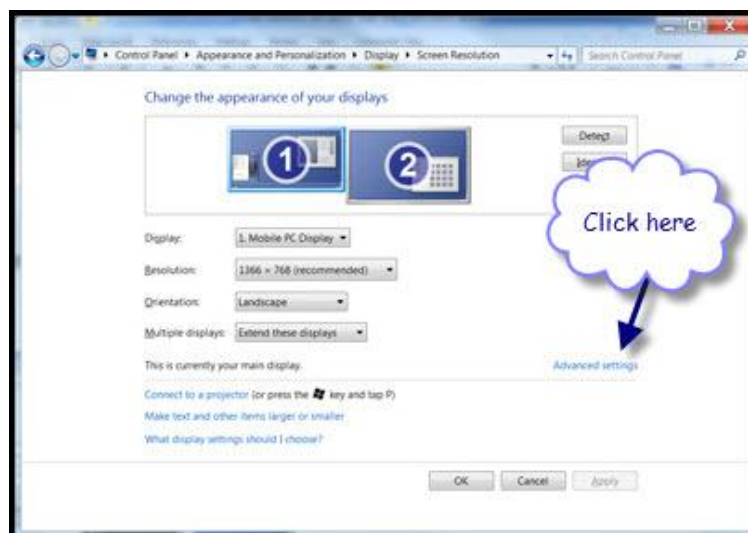 Control Panel ▸ Appearance and Personalization ▸ Display ▸ Screen Resolution
Search Control Panel
Change the appearance of your displays
1
2
Detect
Click here
Display: 1. Mobile PC Display
Resolution: 1366 × 768 (recommended)
Orientation: Landscape
Multiple displays: Extend these displays
This is currently your main display.
Advanced settings
Connect to a projector (or press the key and tap P)
Make text and other items larger or smaller
What display settings should I choose?
OK
Cancel
Apply